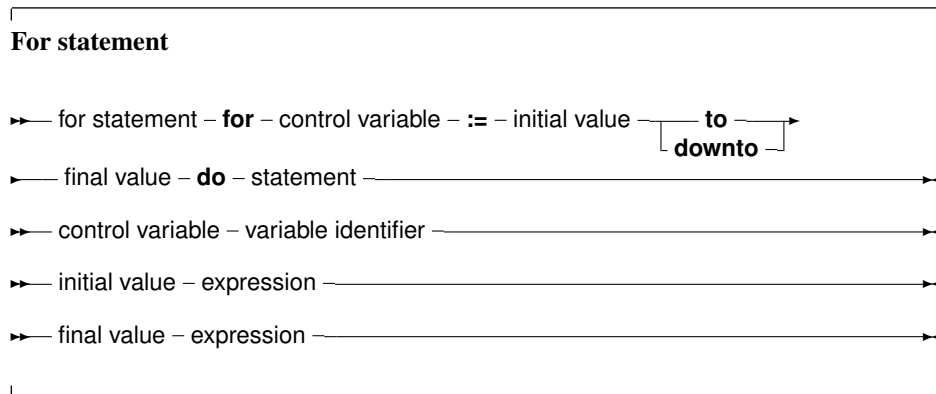 For statement
for statement – for – control variable – := – initial value – to –
downto –
final value – do – statement –
control variable – variable identifier –
initial value – expression –
final value – expression –